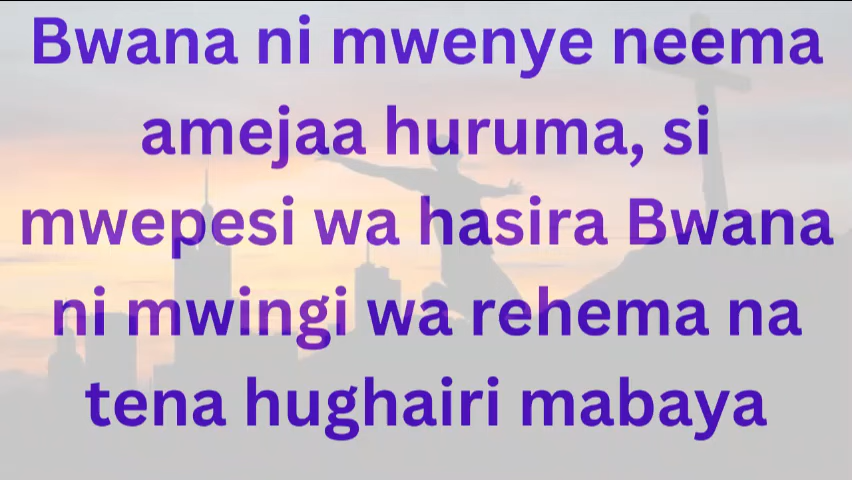 Bwana ni mwenye neema
amejaa huruma, si
mwepesi wa hasira Bwana
ni mwingi wa rehema na
tena hughairi mabaya